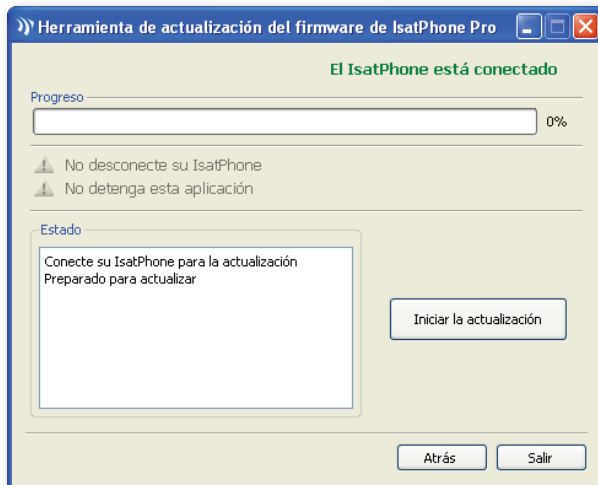 Herramienta de actualización del firmware de IsatPhone Pro
El IsatPhone está conectado
Progreso
0%
No desconecte su IsatPhone
No detenga esta aplicación
Estado
Conecte su IsatPhone para la actualización
Preparado para actualizar
Iniciar la actualización
Atrás
Salir